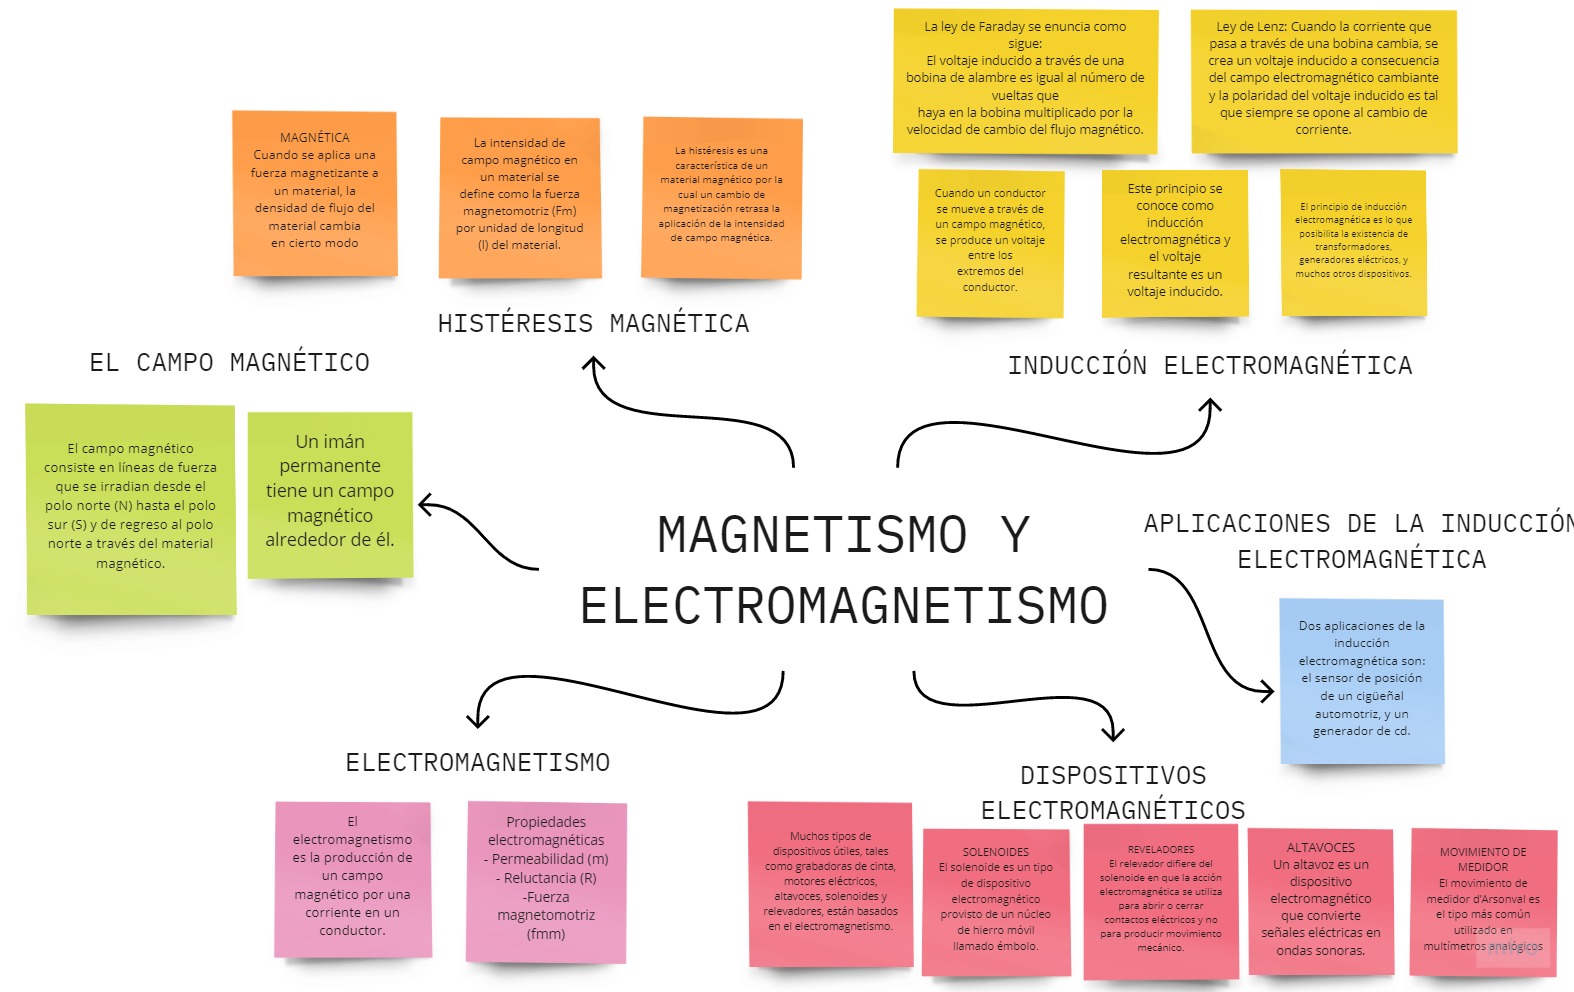 MAGNÉTICA
Cuando se aplica una
fuerza magnetizante a
un material, la
densidad de flujo del
material cambia
en cierto modo
La intensidad de
campo magnético en
un material se
define como la fuerza
magnetomotriz (Fm)
por unidad de longitud
(l) del material.
La histéresis es una
característica de un
material magnético por la
cual un cambio de
magnetización retrasa la
aplicación de la intensidad
de campo magnética.
HISTÉRESIS MAGNÉTICA
La ley de Faraday se enuncia como
sigue:
El voltaje inducido a través de una
bobina de alambre es igual al número de
vueltas que
haya en la bobina multiplicado por la
velocidad de cambio del flujo magnético.
Ley de Lenz: Cuando la corriente que
pasa a través de una bobina cambia, se
crea un voltaje inducido a consecuencia
del campo electromagnético cambiante
y la polaridad del voltaje inducido es tal
que siempre se opone al cambio de
corriente.
Cuando un conductor
se mueve a través de
un campo magnético,
se produce un voltaje
entre los
extremos del
conductor.
Este principio se
conoce como
inducción
electromagnética y
el voltaje
resultante es un
voltaje inducido.
El principio de inducción
electromagnética es lo que
posibilita la existencia de
transformadores,
generadores eléctricos, y
muchos otros dispositivos.
INDUCCIÓN ELECTROMAGNÉTICA
EL CAMPO MAGNÉTICO
El campo magnético
consiste en líneas de fuerza
que se irradian desde el
polo norte (N) hasta el polo
sur (S) y de regreso al polo
norte a través del material
magnético.
Un imán
permanente
tiene un campo
magnético
alrededor de él.
MAGNETISMO Y
ELECTROMAGNETISMO
APLICACIONES DE LA INDUCCIÓN
ELECTROMAGNÉTICA
Dos aplicaciones de la
inducción
electromagnética son:
el sensor de posición
de un cigüeñal
automotriz, y un
generador de cd.
ELECTROMAGNETISMO
El
electromagnetismo
es la producción de
un campo
magnético por una
corriente en un
conductor.
Propiedades
electromagnéticas
- Permeabilidad (m)
- Reluctancia (R)
-Fuerza
magnetomotriz
(fmm)
DISPOSITIVOS
ELECTROMAGNÉTICOS
Muchos tipos de
dispositivos útiles, tales
como grabadoras de cinta,
motores eléctricos,
altavoces, solenoides y
relevadores, están basados
en el electromagnetismo.
SOLENOIDES
El solenoide es un tipo
de dispositivo
electromagnético
provisto de un núcleo
de hierro móvil
llamado émbolo.
REVELADORES
El relevador difiere del
solenoide en que la acción
electromagnética se utiliza
para abrir o cerrar
contactos eléctricos y no
para producir movimiento
mecánico.
ALTAVOCES
Un altavoz es un
dispositivo
electromagnético
que convierte
señales eléctricas en
ondas sonoras.
MOVIMIENTO DE
MEDIDOR
El movimiento de
medidor d'Arsonval es
el tipo más común
utilizado en
multímetros analógicos
miro